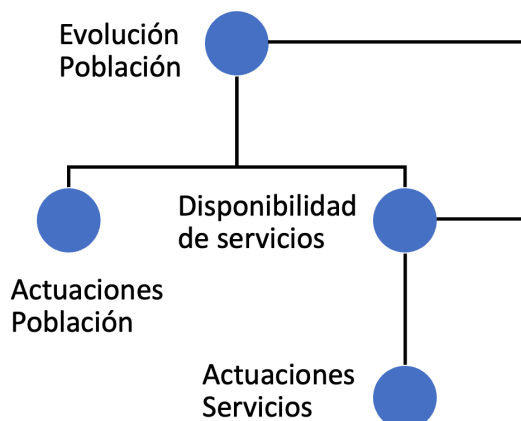 Evolución
Población
Disponibilidad
de servicios
Actuaciones
Población
Actuaciones
Servicios